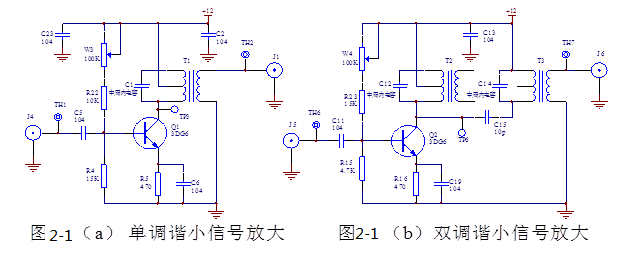 +12
C23
104
W3
100K
C2
104
TH2
T1
J1
C1
中周内电容
R22
10K
TH1
TP3
J4
C5
104
Q1
3DG6
R4
15K
R5
470
C6
104
图2-1（a） 单调谐小信号放大
+12
W4
100K
C13
104
TH7
J6
T2
T3
C12
中周内电容
C14
中周内电容
R23
15K
TH6
C15
10p
TP6
J5
C11
104
Q2
3DG6
R15
4.7K
R16
470
C19
104
图2-1 （b）双调谐小信号放大